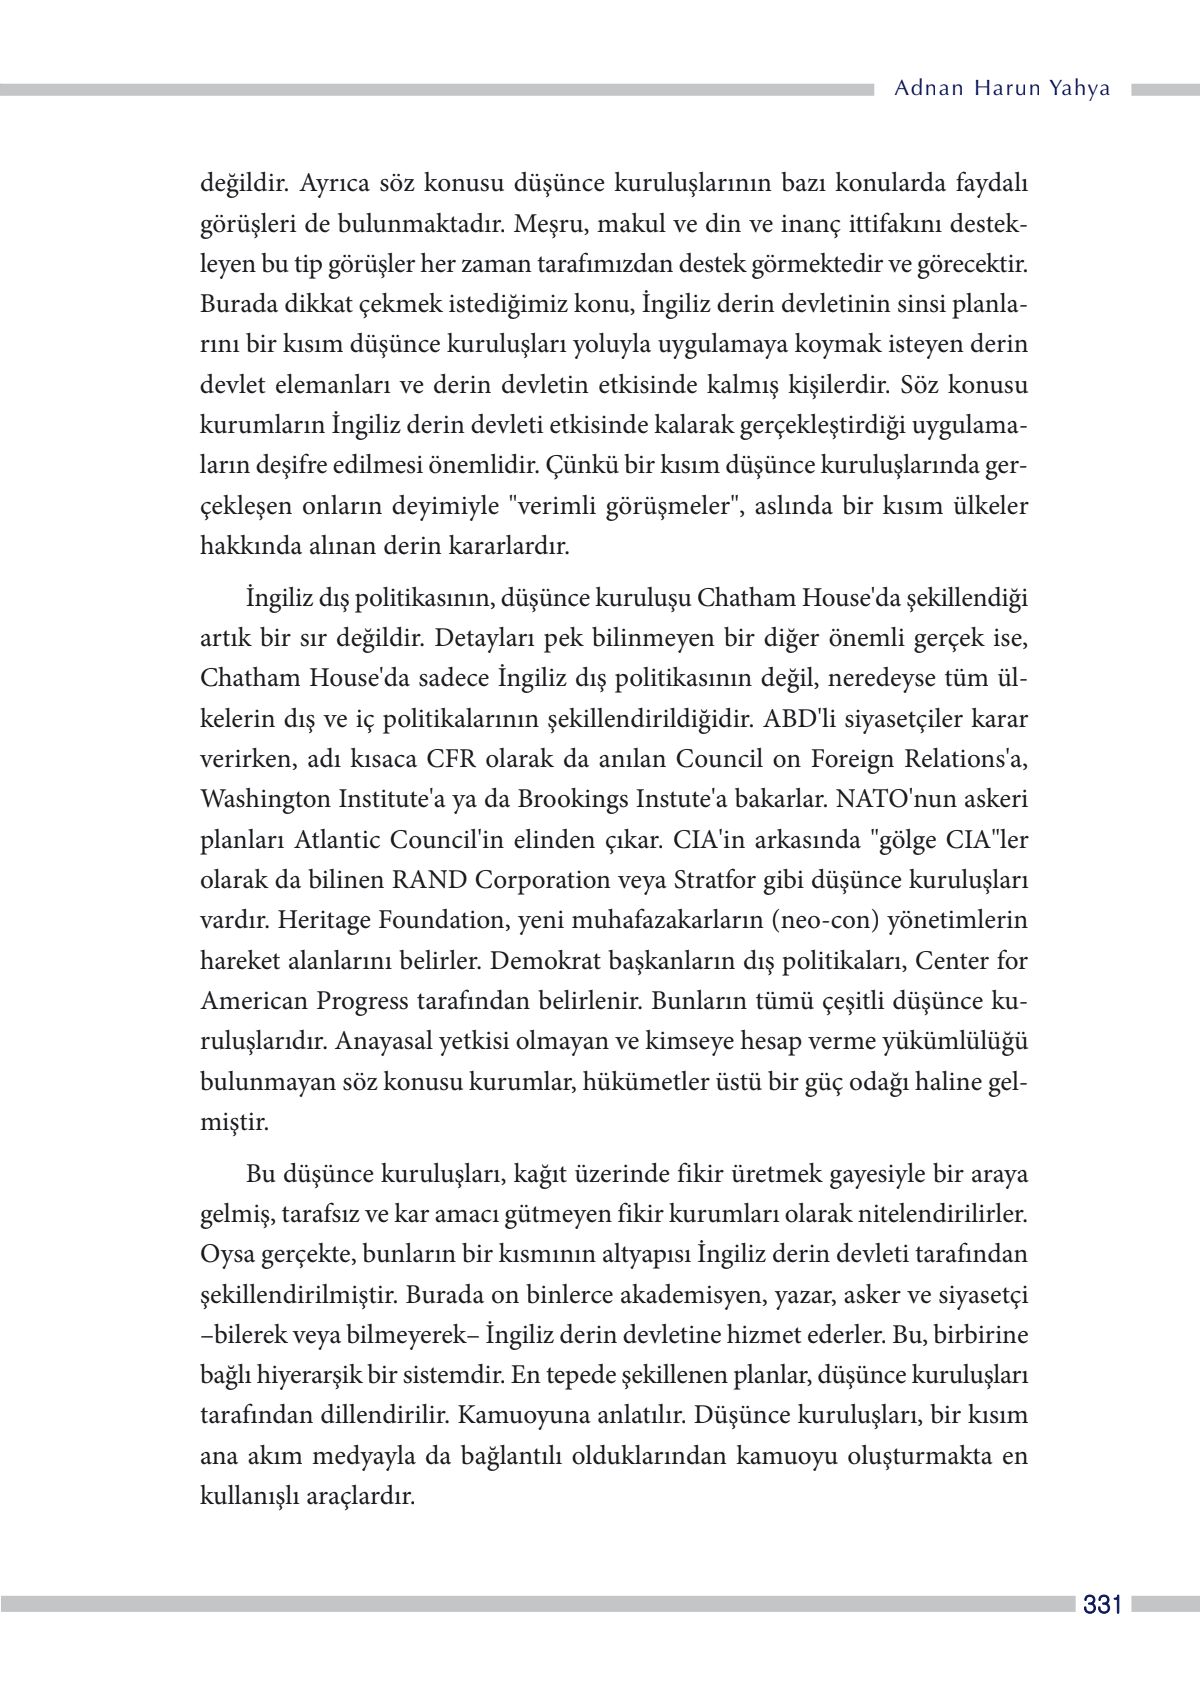 Adnan Harun Yahya
değildir. Ayrıca söz konusu düşünce kuruluşlarının bazı konularda faydalı
görüşleri de bulunmaktadır. Meşru, makul ve din ve inanç ittifakını destek-
leyen bu tip görüşler her zaman tarafımızdan destek görmektedir ve görecektir.
Burada dikkat çekmek istediğimiz konu, İngiliz derin devletinin sinsi planla-
rını bir kısım düşünce kuruluşları yoluyla uygulamaya koymak isteyen derin
devlet elemanları ve derin devletin etkisinde kalmış kişilerdir. Söz konusu
kurumların İngiliz derin devleti etkisinde kalarak gerçekleştirdiği uygulama-
ların deşifre edilmesi önemlidir. Çünkü bir kısım düşünce kuruluşlarında ger-
çekleşen onların deyimiyle "verimli görüşmeler", aslında bir kısım ülkeler
hakkında alınan derin kararlardır.
İngiliz dış politikasının, düşünce kuruluşu Chatham House'da şekillendiği
artık bir sır değildir. Detayları pek bilinmeyen bir diğer önemli gerçek ise,
Chatham House'da sadece İngiliz dış politikasının değil, neredeyse tüm ül-
kelerin dış ve iç politikalarının şekillendirildiğidir. ABD'li siyasetçiler karar
verirken, adı kısaca CFR olarak da anılan Council on Foreign Relations'a,
Washington Institute'a ya da Brookings Instute'a bakarlar. NATO'nun askeri
planları Atlantic Council'in elinden çıkar. CIA'in arkasında "gölge CIA"ler
olarak da bilinen RAND Corporation veya Stratfor gibi düşünce kuruluşları
vardır. Heritage Foundation, yeni muhafazakarların (neo-con) yönetimlerin
hareket alanlarını belirler. Demokrat başkanların dış politikaları, Center for
American Progress tarafından belirlenir. Bunların tümü çeşitli düşünce ku-
ruluşlarıdır. Anayasal yetkisi olmayan ve kimseye hesap verme yükümlülüğü
bulunmayan söz konusu kurumlar, hükümetler üstü bir güç odağı haline gel-
miştir.
Bu düşünce kuruluşları, kağıt üzerinde fikir üretmek gayesiyle bir araya
gelmiş, tarafsız ve kar amacı gütmeyen fikir kurumları olarak nitelendirilirler.
Oysa gerçekte, bunların bir kısmının altyapısı İngiliz derin devleti tarafından
şekillendirilmiştir. Burada on binlerce akademisyen, yazar, asker ve siyasetçi
–bilerek veya bilmeyerek– İngiliz derin devletine hizmet ederler. Bu, birbirine
bağlı hiyerarşik bir sistemdir. En tepede şekillenen planlar, düşünce kuruluşları
tarafından dillendirilir. Kamuoyuna anlatılır. Düşünce kuruluşları, bir kısım
ana akım medyayla da bağlantılı olduklarından kamuoyu oluşturmakta en
kullanışlı araçlardır.
331